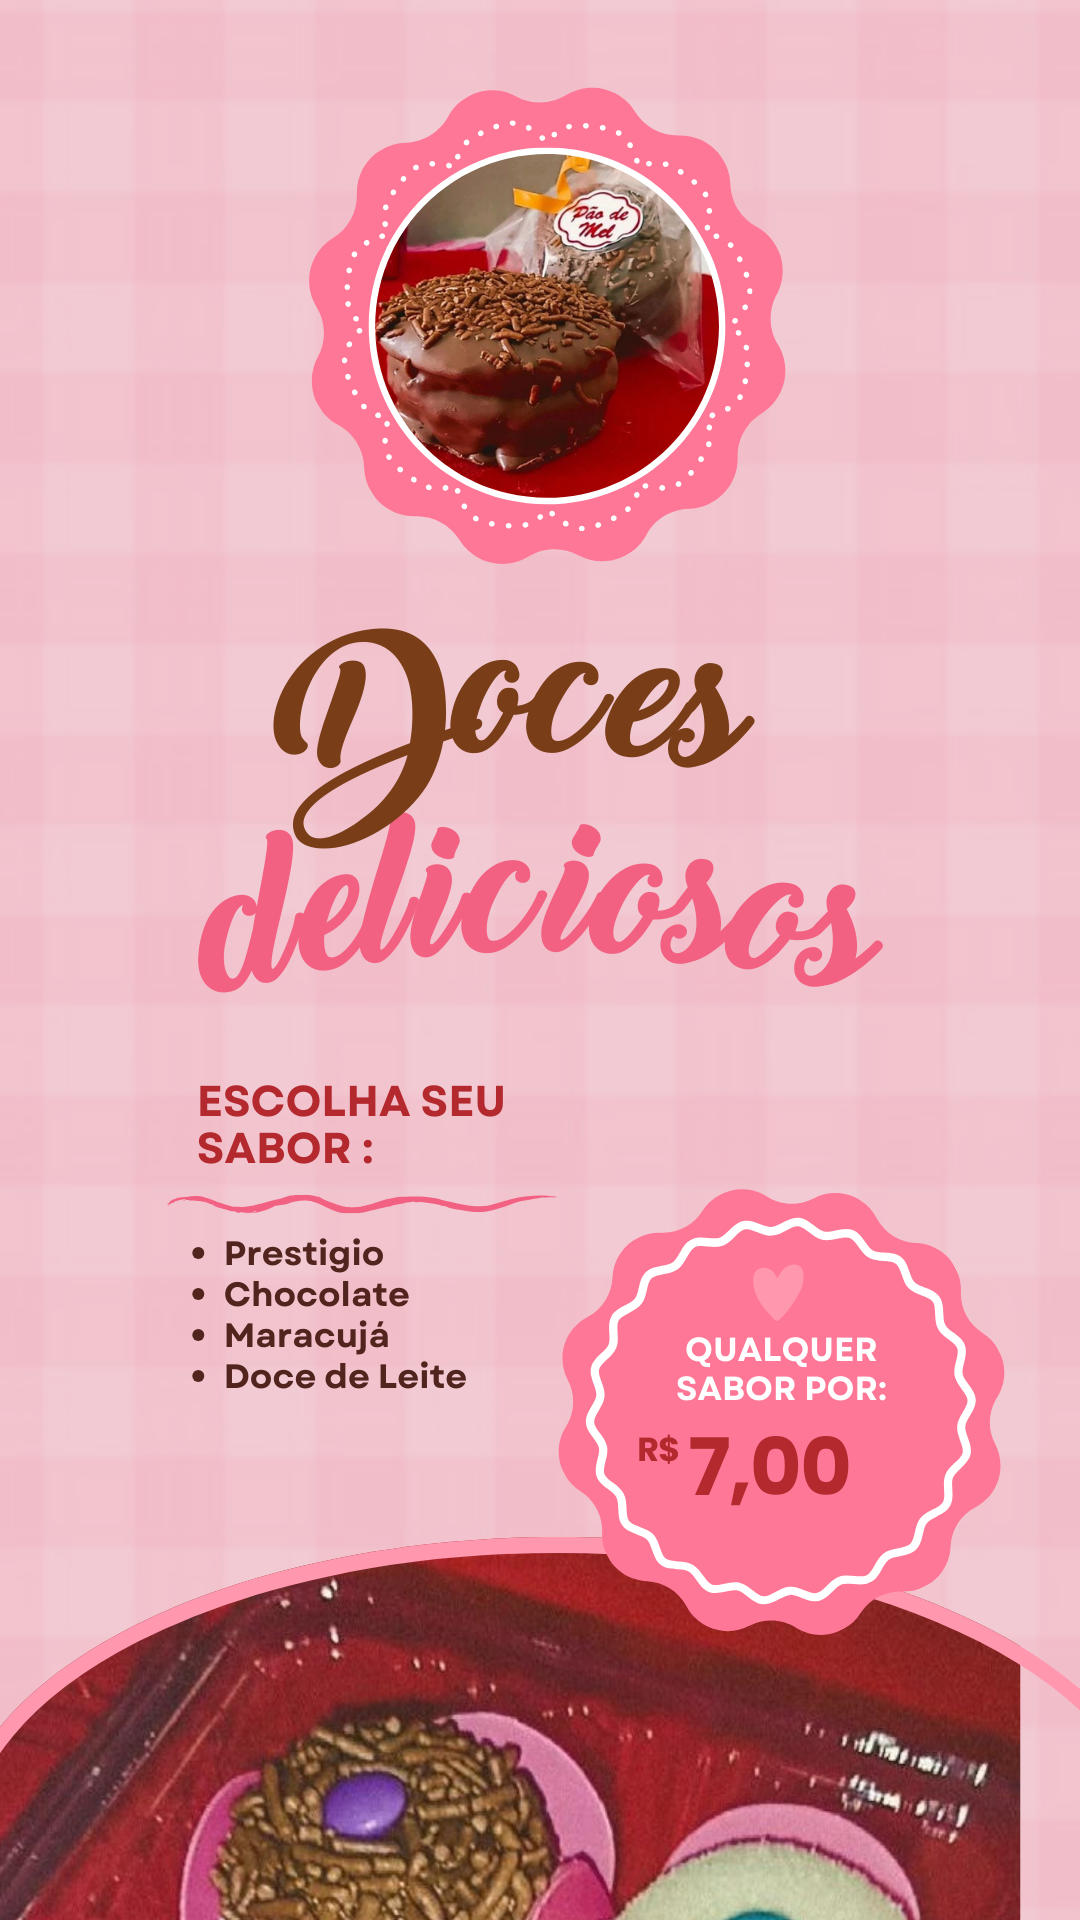 Pão de
Mel
Doces
deliciosos
ESCOLHA SEU
SABOR :
• Prestigio
• Chocolate
• Maracujá
• Doce de Leite
QUALQUER
SABOR POR:
R$ 7,00